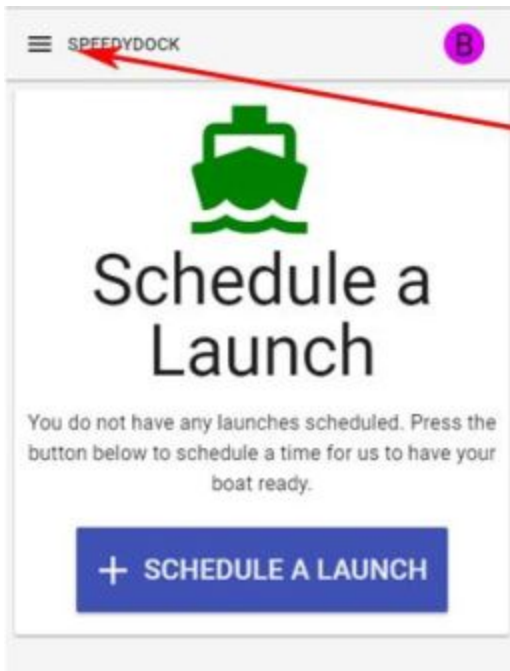 SPEEDYDOCK
B
Schedule a
Launch
You do not have any launches scheduled. Press the
button below to schedule a time for us to have your
boat ready.
+ SCHEDULE A LAUNCH